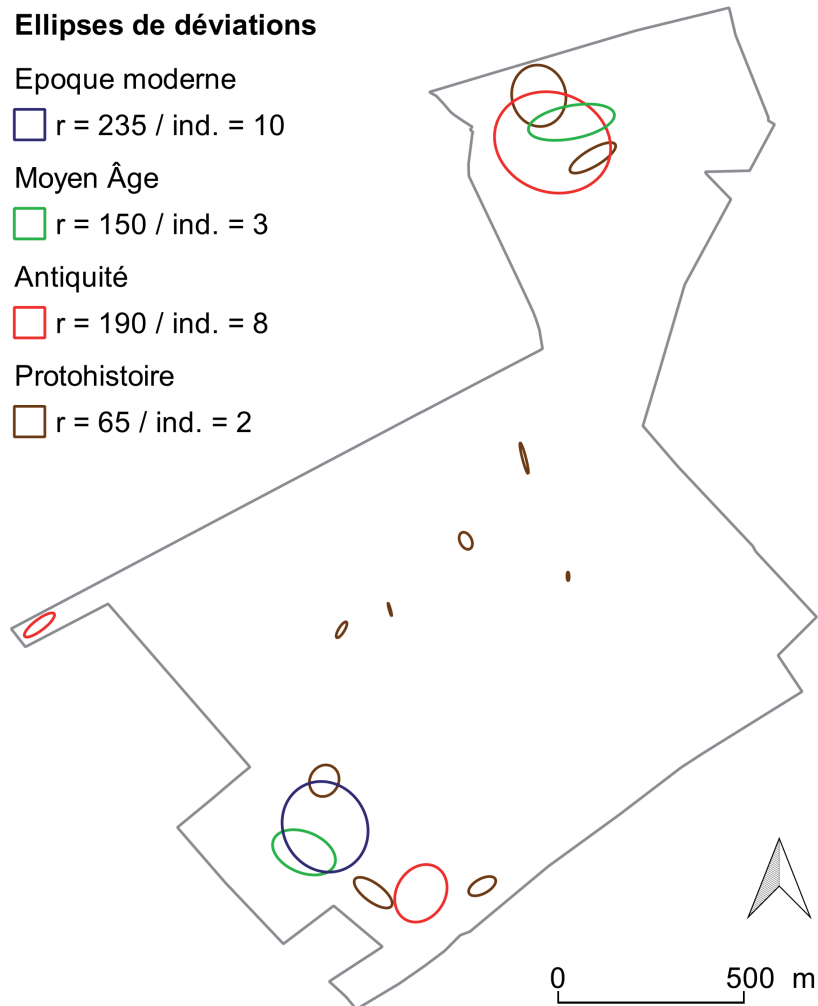 Ellipses de déviations
Epoque moderne
r = 235 / ind. = 10
Moyen Âge
r = 150 / ind. = 3
Antiquité
r = 190 / ind. = 8
Protohistoire
r = 65 / ind. = 2
0 500 m